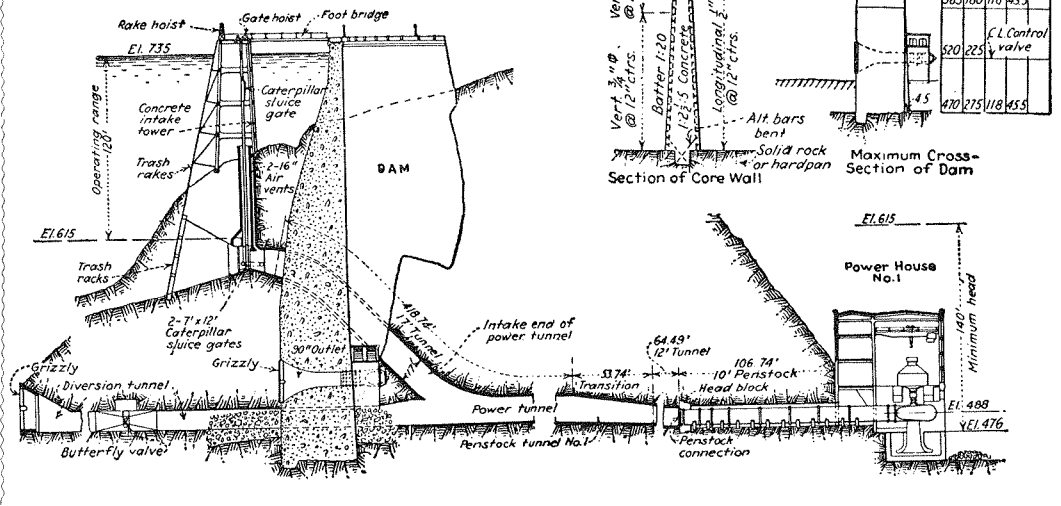 Rake hoist
Gate hoist
Foot bridge
El. 735
Operating range
120'
Concrete
intake
tower
Caterpillar
sluice
gate
Trash
rakes
2-16"
Air
vents
DAM
El.615
Trash
racks
2-7'x12'
Caterpillar
sluice gates
Grizzly
Diversion tunnel
Butterfly valve
Grizzly
90" Outlet
418.74'
17' Tunnel
Intake end of
power tunnel
Power tunnel
Penstock tunnel No.1
53.74'
Transition
64.49'
12' Tunnel
106.74'
10' Penstock
Head block
Penstock
connection
Vert.
@
Vert. 3/4" Φ
@ 12" ctrs.
Batter 1:20
1:2½:5 Concrete
Longitudinal
@ 12" ctrs.
Alt. bars
bent
Solid rock
or hardpan
Section of Core Wall
Maximum Cross-
Section of Dam
4.5
C.L. Control
valve
520 225
470 275 118 45.5
El.615
Power House
No.1
140'
Minimum head
El. 488
El. 476